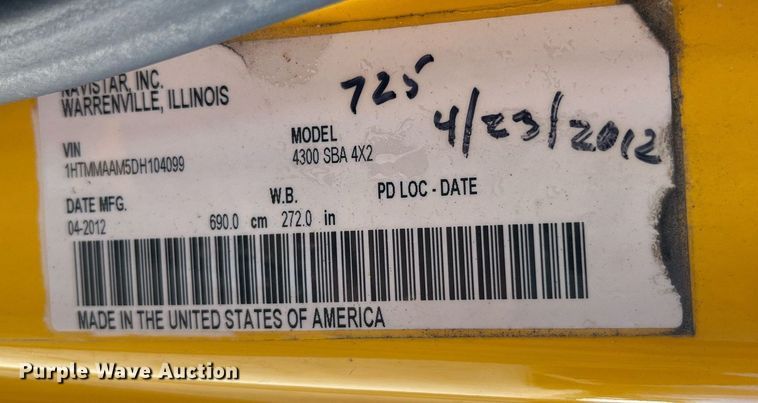 NAVISTAR, INC.
WARRENVILLE, ILLINOIS
725
4/23/2012
VIN
1HTMMAAM5DH104099
MODEL
4300 SBA 4X2
DATE MFG.
04-2012
W.B.
690.0 cm 272.0 in
PD LOC - DATE
MADE IN THE UNITED STATES OF AMERICA
Purple Wave Auction